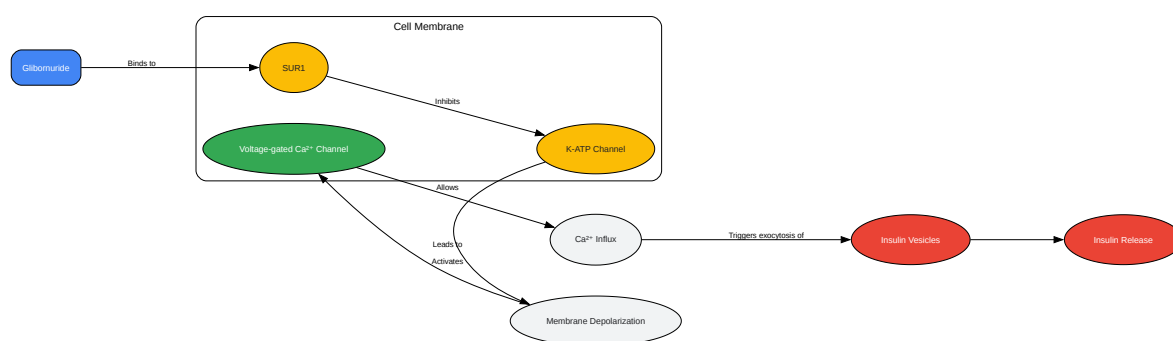 Cell Membrane
Glibornuride
Binds to
SUR1
Inhibits
Voltage-gated Ca²⁺ Channel
K-ATP Channel
Allows
Leads to
Activates
Ca²⁺ Influx
Triggers exocytosis of
Insulin Vesicles
Insulin Release
Membrane Depolarization